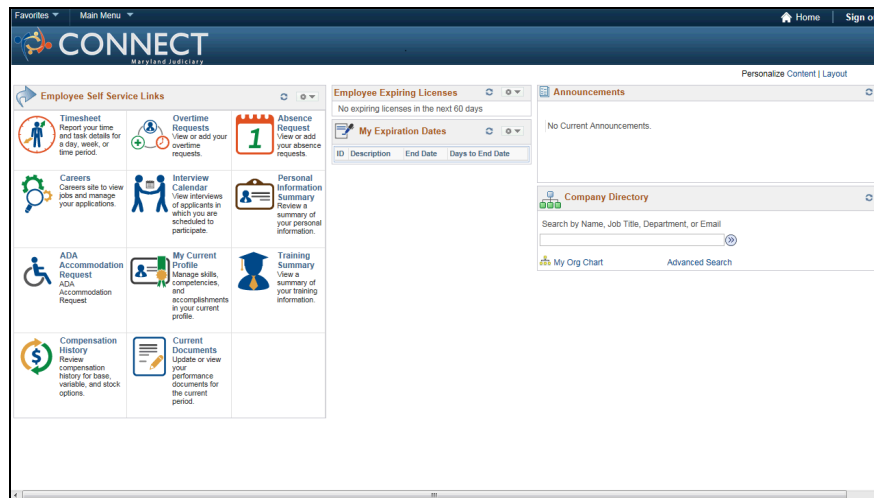 Favorites Main Menu Home Sign o
CONNECT
Maryland Judiciary
Personalize Content | Layout
Employee Self Service Links
Timesheet
Report your time
and task details for
a day, week, or
time period.
Overtime
Requests
View or add your
overtime
requests.
1
Absence
Request
View or add
your absence
requests.
Careers
Careers site to view
jobs and manage
your applications.
Interview
Calendar
View interviews
of applicants in
which you are
scheduled to
participate.
Personal
Information
Summary
Review a
summary of
your personal
information.
ADA
Accommodation
Request
ADA
Accommodation
Request
My Current
Profile
Manage skills,
competencies,
and
accomplishments
in your current
profile.
Training
Summary
View a
summary of
your training
information.
$
Compensation
History
Review
compensation
history for base,
variable, and stock
options.
Current
Documents
Update or view
your
performance
documents for
the current
period.
Employee Expiring Licenses
No expiring licenses in the next 60 days
My Expiration Dates
ID Description End Date Days to End Date
Announcements
No Current Announcements.
Company Directory
Search by Name, Job Title, Department, or Email
My Org Chart Advanced Search